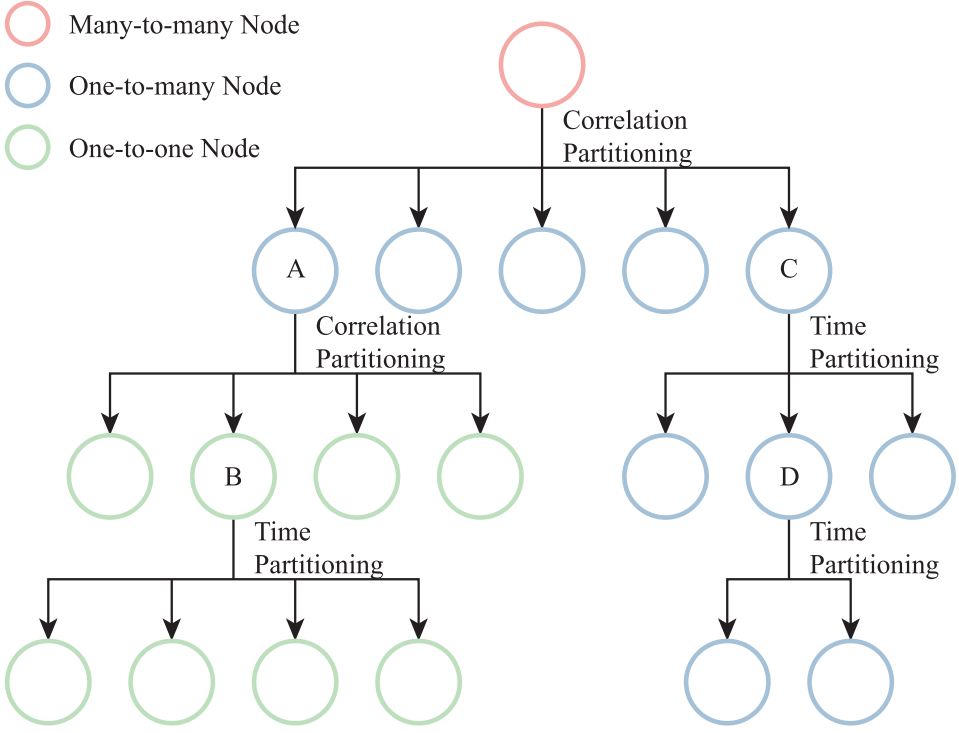 Many-to-many Node
One-to-many Node
One-to-one Node
Correlation
Partitioning
A
C
Correlation
Partitioning
Time
Partitioning
B
D
Time
Partitioning
Time
Partitioning